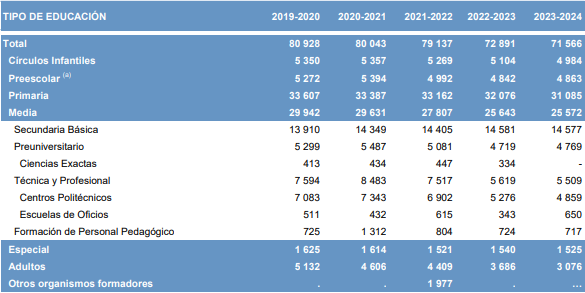 TIPO DE EDUCACIÓN 2019-2020 2020-2021 2021-2022 2022-2023 2023-2024
Total 80 928 80 043 79 137 72 891 71 566
Círculos Infantiles 5 350 5 357 5 269 5 104 4 984
Preescolar (a) 5 272 5 394 4 992 4 842 4 863
Primaria 33 607 33 387 33 162 32 076 31 085
Media 29 942 29 631 27 807 25 643 25 572
Secundaria Básica 13 910 14 349 14 405 14 581 14 577
Preuniversitario 5 299 5 487 5 081 4 719 4 769
Ciencias Exactas 413 434 447 334 -
Técnica y Profesional 7 594 8 483 7 517 5 619 5 509
Centros Politécnicos 7 083 7 343 6 902 5 276 4 859
Escuelas de Oficios 511 432 615 343 650
Formación de Personal Pedagógico 725 1 312 804 724 717
Especial 1 625 1 614 1 521 1 540 1 525
Adultos 5 132 4 606 4 409 3 686 3 076
Otros organismos formadores . . 1 977 . ...